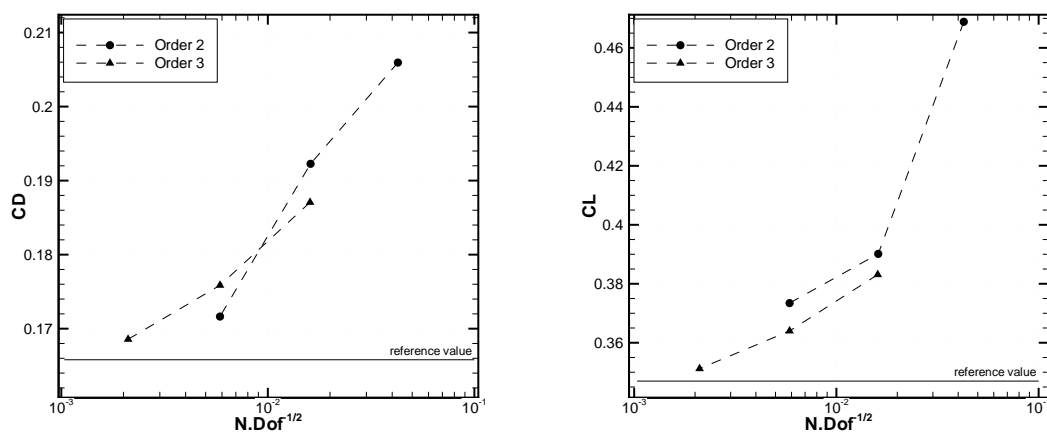 Order 2
Order 3
0.21
0.2
0.19
0.18
0.17
CD
reference value
10-3
10-2
10-1
N.Dof-1/2
Order 2
Order 3
0.46
0.44
0.42
0.4
0.38
0.36
CL
reference value
10-3
10-2
10-1
N.Dof-1/2